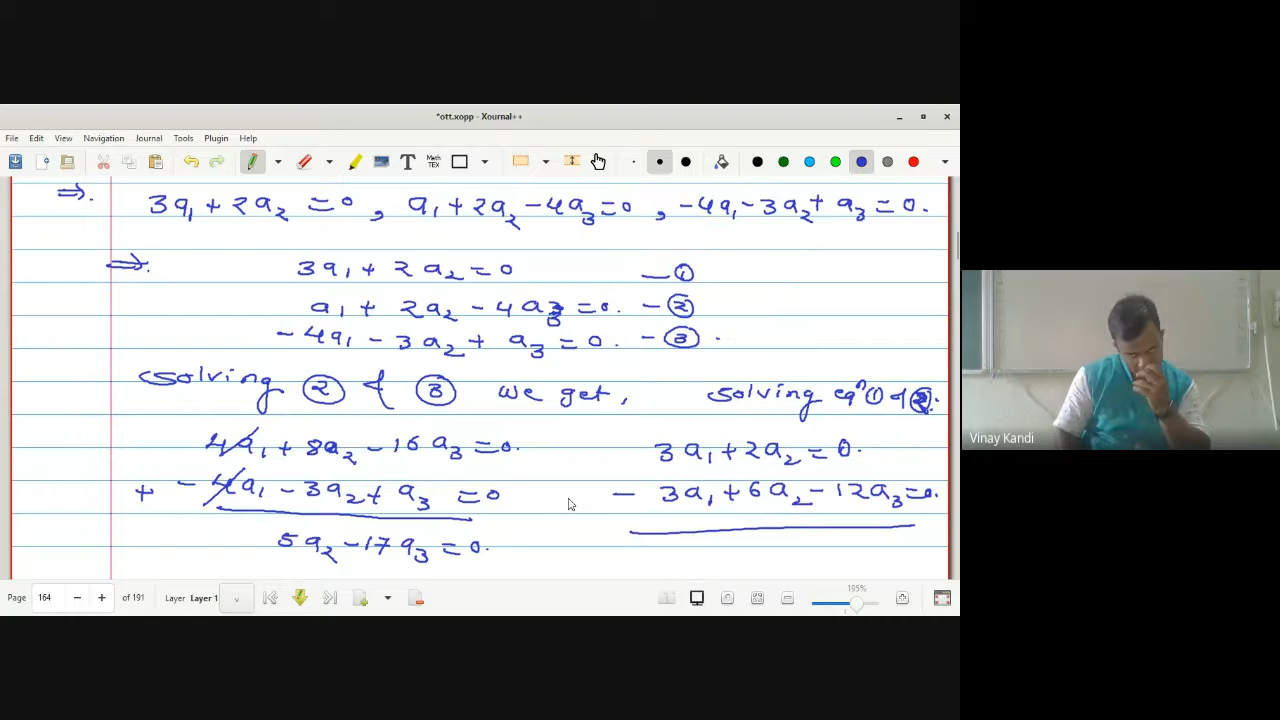 *ott.xopp - Xournal++
File Edit View Navigation Journal Tools Plugin Help
T Math TEX
⇒. 3a₁ + 2a₂ = 0, a₁ + 2a₂ - 4a₃ = 0, -4a₁ - 3a₂ + a₃ = 0.
⇒. 3a₁ + 2a₂ = 0 — ①
a₁ + 2a₂ - 4a₃ = 0. - ②
- 4a₁ - 3a₂ + a₃ = 0. - ③.
Solving ② & ③ we get, Solving eqⁿ ① & ②.
4a₁ + 8a₂ - 16a₃ = 0. 3a₁ + 2a₂ = 0.
+ - 4a₁ - 3a₂ + a₃ = 0 - 3a₁ + 6a₂ - 12a₃ = 0.
5a₂ - 17a₃ = 0.
Vinay Kandi
Page 164 of 191 Layer Layer 1 195%